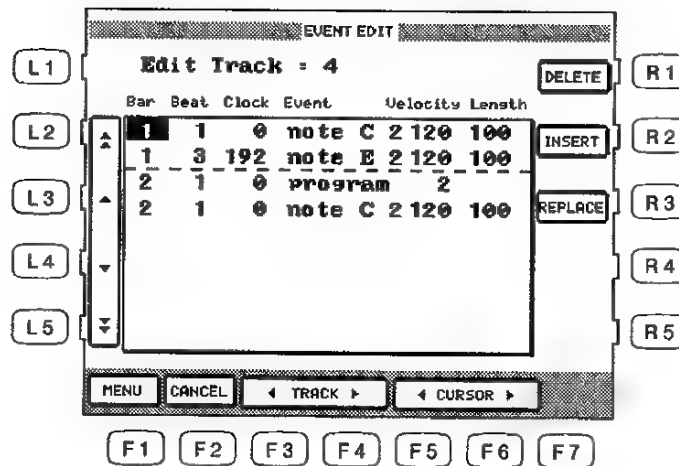 EVENT EDIT
L1
Edit Track : 4
DELETE
R1
Bar Beat Clock Event Velocity Length
L2
1 1 0 note C 2 120 100
INSERT
R2
1 3 192 note E 2 120 100
2 1 0 program 2
L3
2 1 0 note C 2 120 100
REPLACE
R3
L4
R4
L5
R5
MENU CANCEL TRACK CURSOR
F1 F2 F3 F4 F5 F6 F7